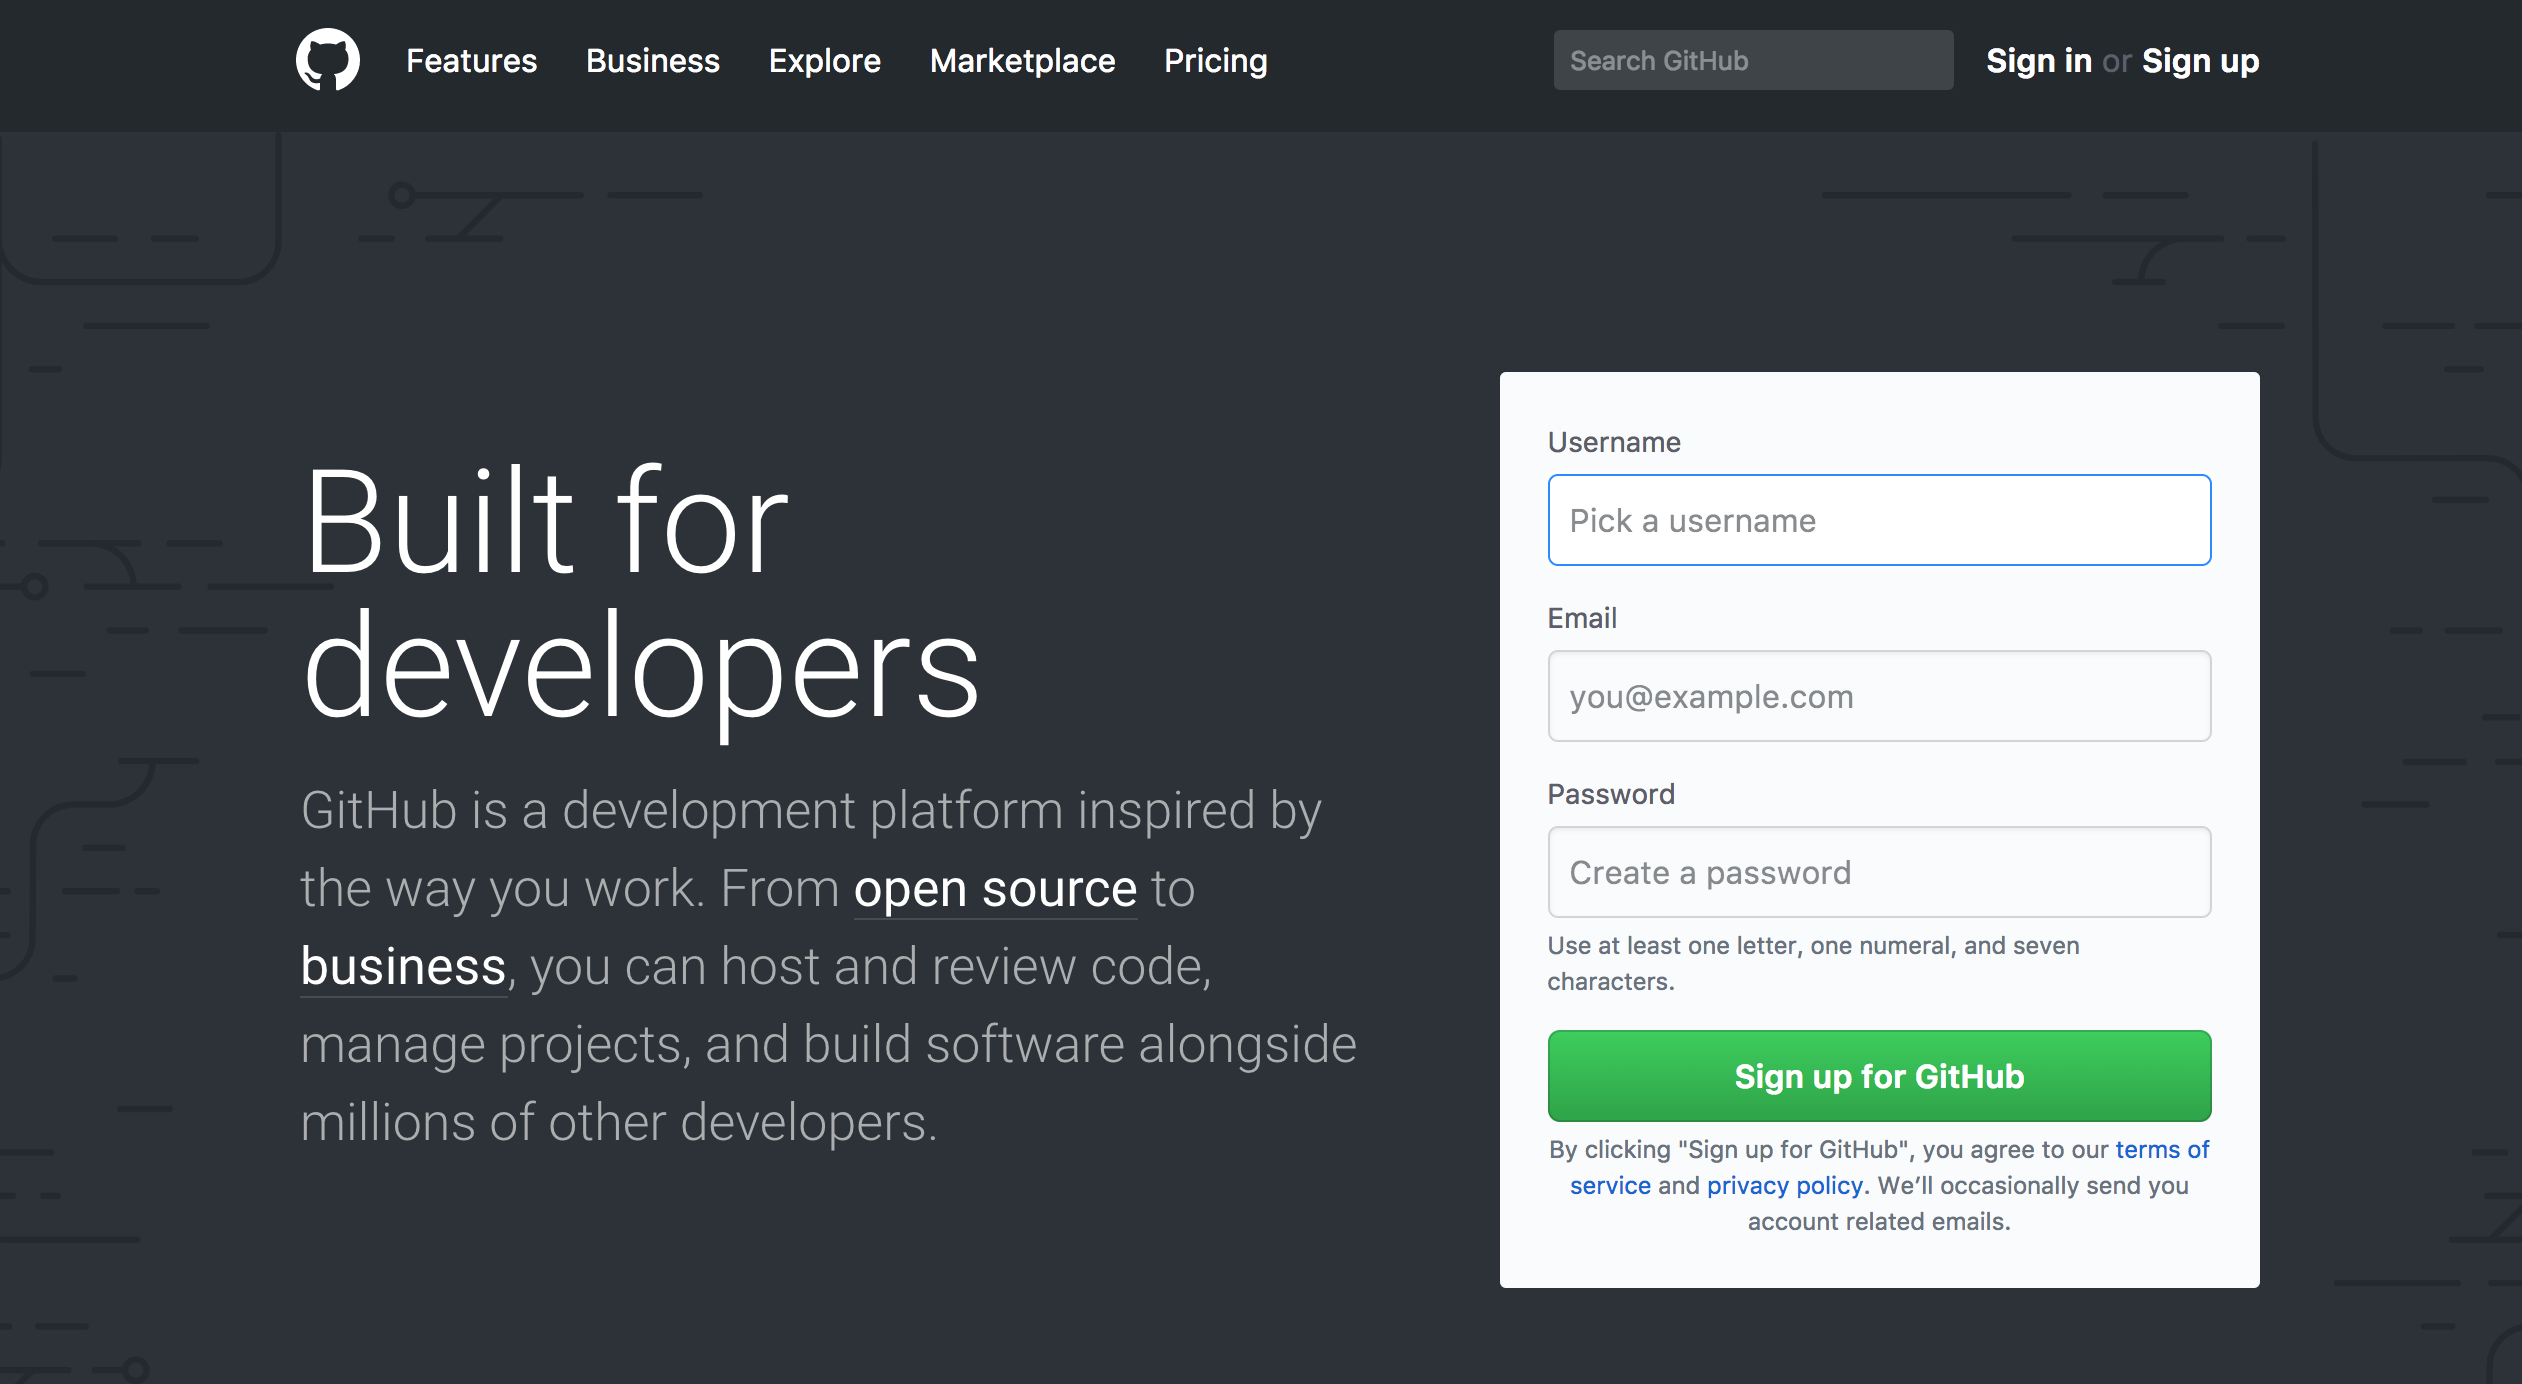 Features Business Explore Marketplace Pricing Search GitHub Sign in or Sign up
Built for
developers
GitHub is a development platform inspired by
the way you work. From open source to
business, you can host and review code,
manage projects, and build software alongside
millions of other developers.
Username
Pick a username
Email
you@example.com
Password
Create a password
Use at least one letter, one numeral, and seven
characters.
Sign up for GitHub
By clicking "Sign up for GitHub", you agree to our terms of
service and privacy policy. We’ll occasionally send you
account related emails.